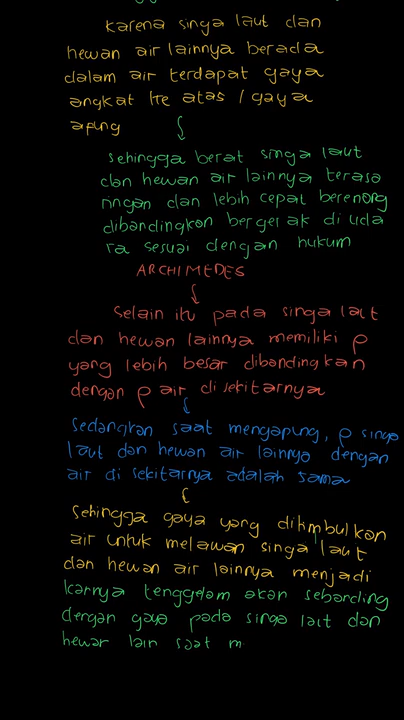 karena singa laut dan
hewan air lainnya berada
dalam air terdapat gaya
angkat ke atas / gaya
apung
sehingga berat singa laut
dan hewan air lainnya terasa
ringan dan lebih cepat berenang
dibandingkan bergerak di uda
ra sesuai dengan hukum
ARCHIMEDES
Selain itu pada singa laut
dan hewan lainnya memiliki ρ
yang lebih besar dibandingkan
dengan ρ air di sekitarnya
Sedangkan saat mengapung, ρ singa
laut dan hewan air lainnya dengan
air di sekitarnya adalah sama
Sehingga gaya yang ditimbulkan
air untuk melawan singa laut
dan hewan air lainnya menjadi
karnya tenggelam akan sebanding
dengan gaya pada singa laut dan
hewan lain saat m